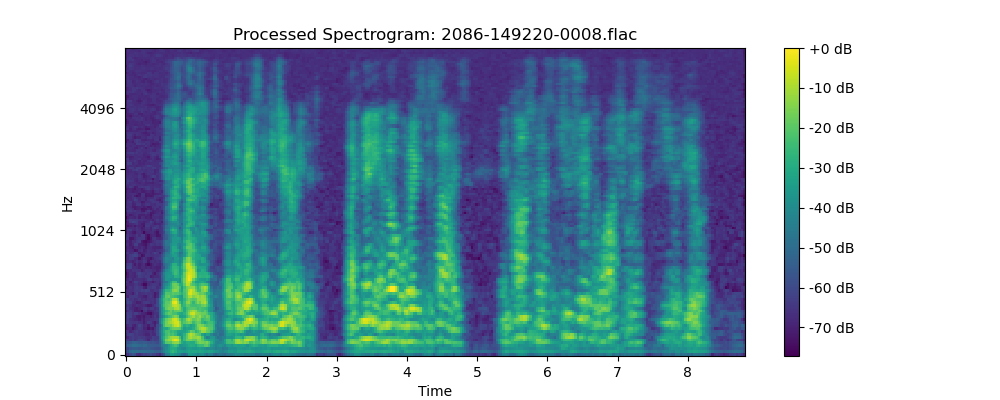 Processed Spectrogram: 2086-149220-0008.flac
4096
2048
1024
512
0
Hz
0 1 2 3 4 5 6 7 8
Time
+0 dB
-10 dB
-20 dB
-30 dB
-40 dB
-50 dB
-60 dB
-70 dB